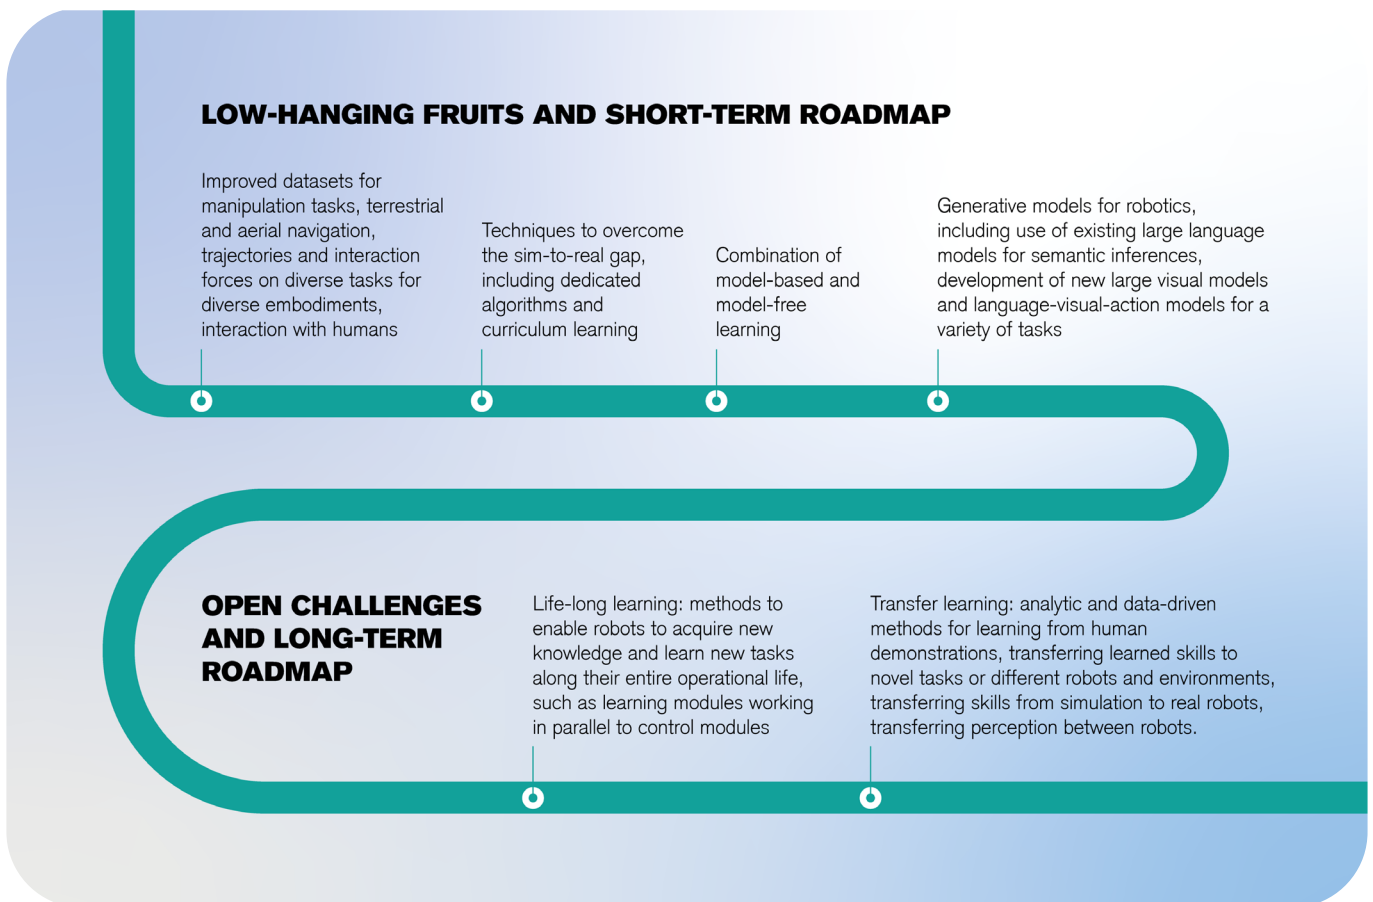 LOW-HANGING FRUITS AND SHORT-TERM ROADMAP
Improved datasets for
manipulation tasks, terrestrial
and aerial navigation,
trajectories and interaction
forces on diverse tasks for
diverse embodiments,
interaction with humans
Techniques to overcome
the sim-to-real gap,
including dedicated
algorithms and
curriculum learning
Combination of
model-based and
model-free
learning
Generative models for robotics,
including use of existing large language
models for semantic inferences,
development of new large visual models
and language-visual-action models for a
variety of tasks
OPEN CHALLENGES
AND LONG-TERM
ROADMAP
Life-long learning: methods to
enable robots to acquire new
knowledge and learn new tasks
along their entire operational life,
such as learning modules working
in parallel to control modules
Transfer learning: analytic and data-driven
methods for learning from human
demonstrations, transferring learned skills to
novel tasks or different robots and environments,
transferring skills from simulation to real robots,
transferring perception between robots.